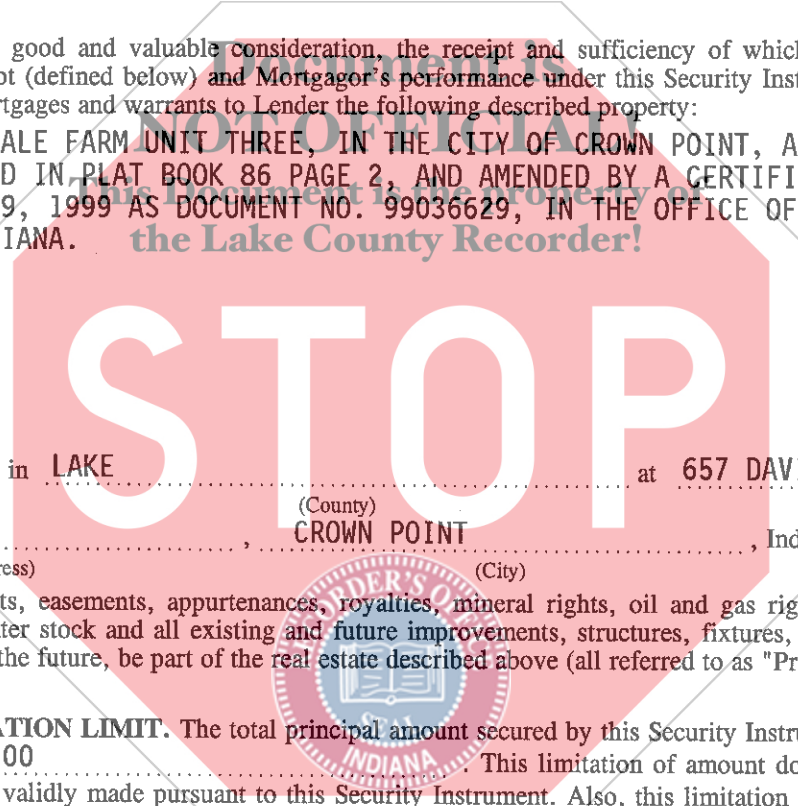 good and valuable consideration, the receipt and sufficiency of which
(defined below) and Mortgagor's performance under this Security Inst
rtgages and warrants to Lender the following described property:
Document is
NOT OFFICIAL!
This Document is the property of
the Lake County Recorder!
ALE FARM UNIT THREE, IN THE CITY OF CROWN POINT, A
D IN PLAT BOOK 86 PAGE 2, AND AMENDED BY A CERTIFI
9, 1999 AS DOCUMENT NO. 99036629, IN THE OFFICE OF
IANA.
STOP
in LAKE at 657 DAV
(County)
, CROWN POINT , Ind
ress) (City)
ts, easements, appurtenances, royalties, mineral rights, oil and gas rig
ter stock and all existing and future improvements, structures, fixtures,
the future, be part of the real estate described above (all referred to as "Pr
ATION LIMIT. The total principal amount secured by this Security Instru
00 . This limitation of amount do
validly made pursuant to this Security Instrument. Also, this limitation
RECORDER'S OFFIC
SEAL
INDIANA